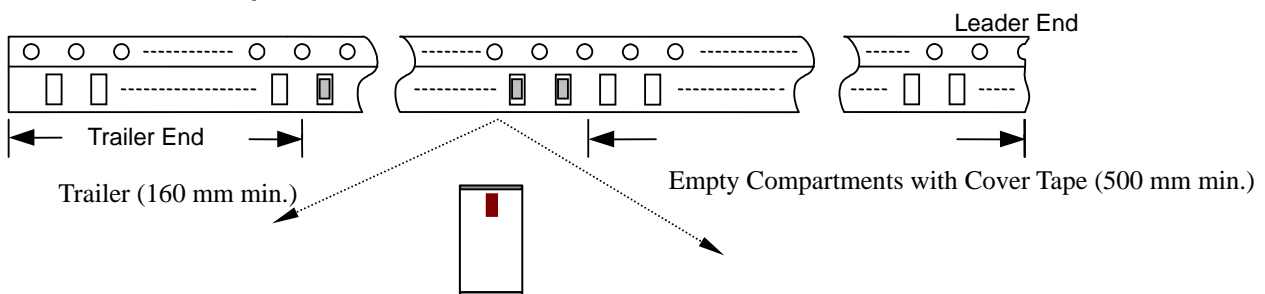 Leader End
Trailer End
Trailer (160 mm min.)
Empty Compartments with Cover Tape (500 mm min.)